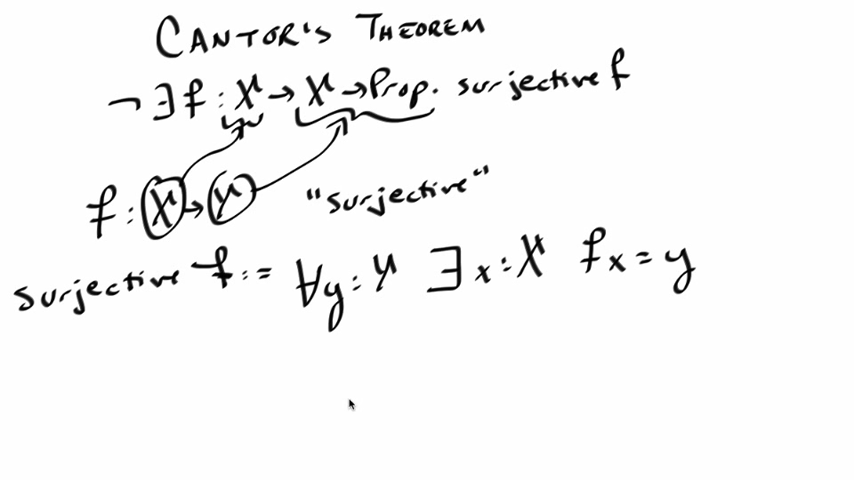 CANTOR'S THEOREM
¬∃f : X → X → Prop. surjective f
f : X → Y "surjective"
surjective f := ∀y : Y ∃x : X fx = y